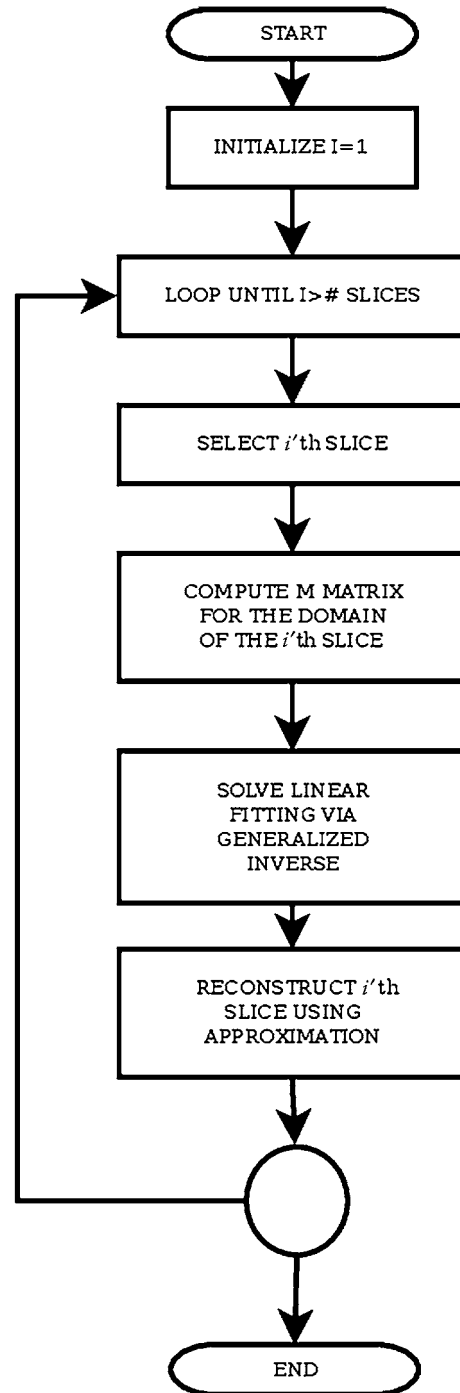 START
INITIALIZE I=1
LOOP UNTIL I># SLICES
SELECT i'th SLICE
COMPUTE M MATRIX
FOR THE DOMAIN
OF THE i'th SLICE
SOLVE LINEAR
FITTING VIA
GENERALIZED
INVERSE
RECONSTRUCT i'th
SLICE USING
APPROXIMATION
END